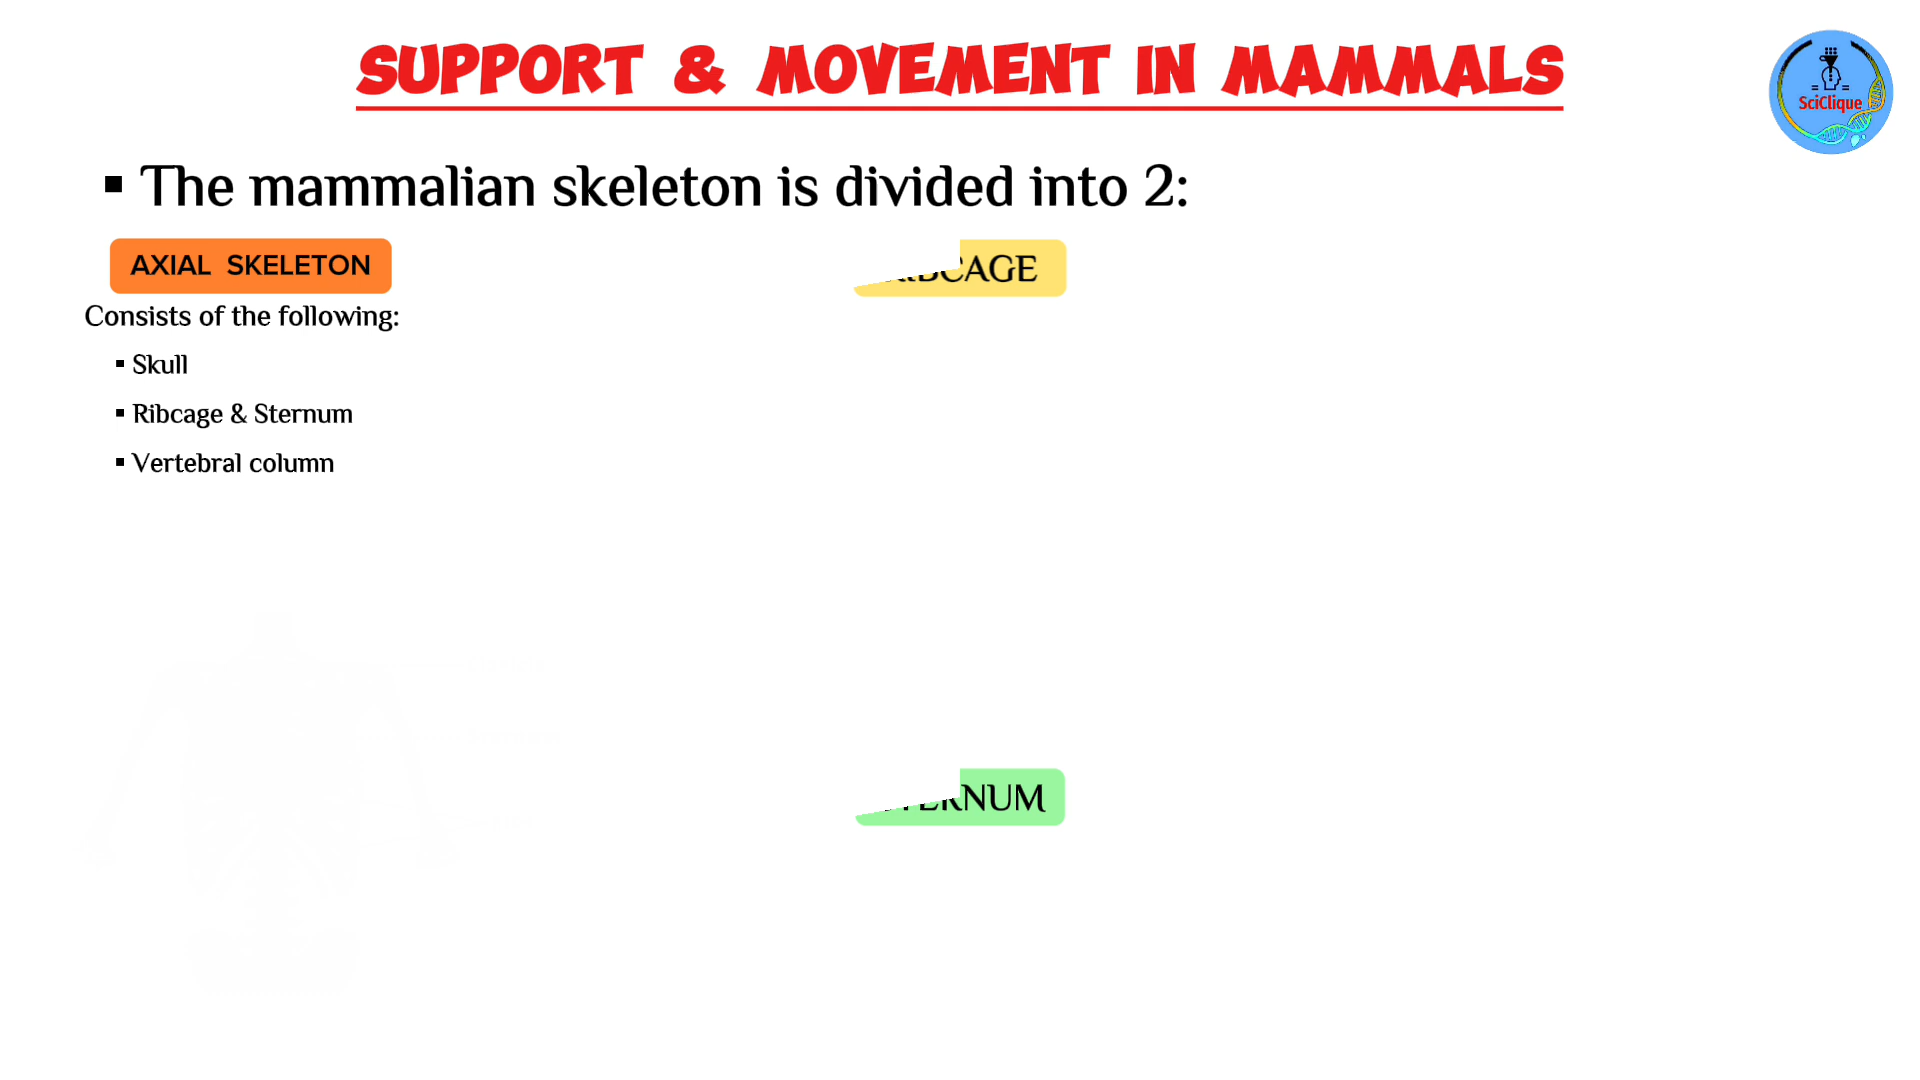 SUPPORT & MOVEMENT IN MAMMALS
SciClique
▪ The mammalian skeleton is divided into 2:
AXIAL SKELETON
Consists of the following:
▪ Skull
▪ Ribcage & Sternum
▪ Vertebral column